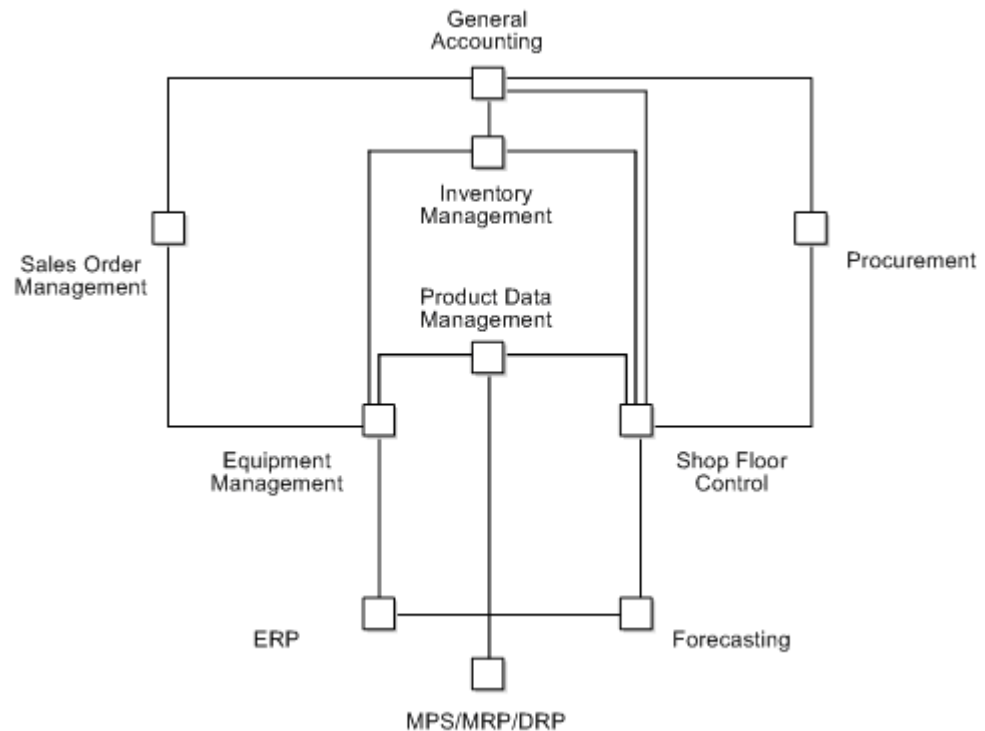 General
Accounting
Inventory
Management
Sales Order
Management
Procurement
Product Data
Management
Equipment
Management
Shop Floor
Control
ERP
Forecasting
MPS/MRP/DRP